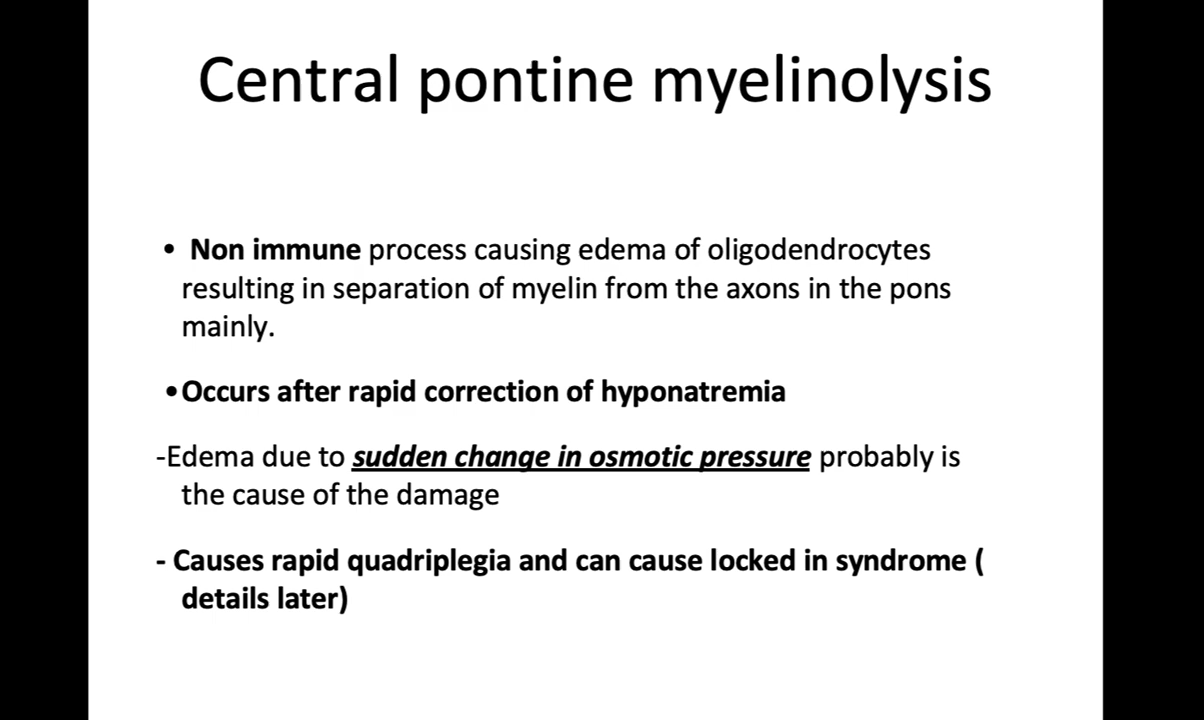 Central pontine myelinolysis
• Non immune process causing edema of oligodendrocytes
resulting in separation of myelin from the axons in the pons
mainly.
•Occurs after rapid correction of hyponatremia
-Edema due to sudden change in osmotic pressure probably is
the cause of the damage
- Causes rapid quadriplegia and can cause locked in syndrome (
details later)